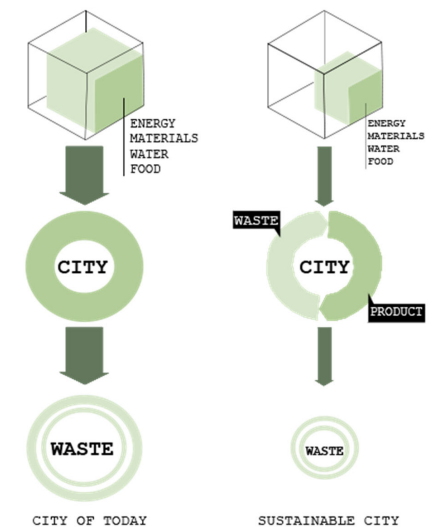 ENERGY
MATERIALS
WATER
FOOD
CITY
WASTE
CITY OF TODAY
ENERGY
MATERIALS
WATER
FOOD
WASTE
CITY
PRODUCT
WASTE
SUSTAINABLE CITY